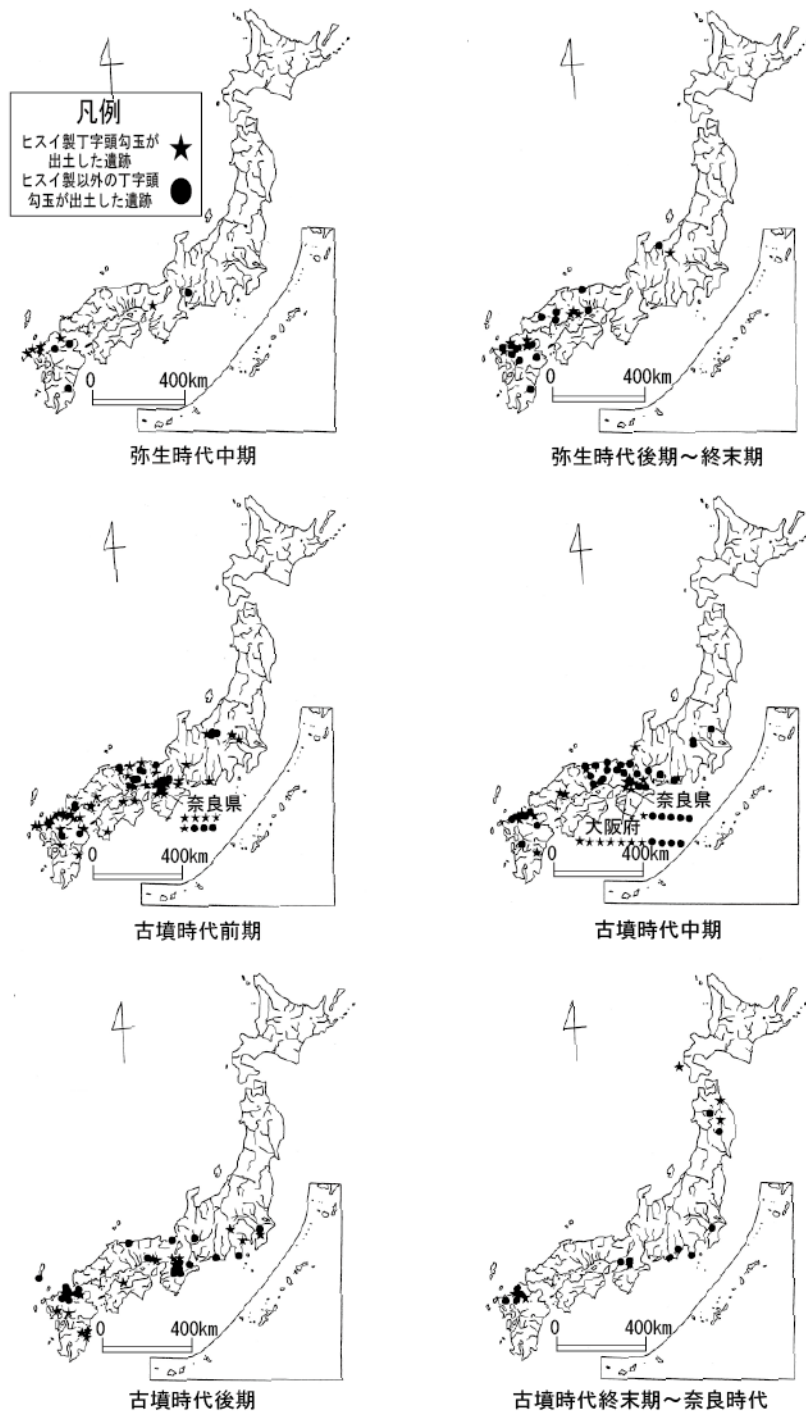 凡例
ヒスイ製丁字頭勾玉が
出土した遺跡
ヒスイ製以外の丁字頭
勾玉が出土した遺跡
0 400km
弥生時代中期
0 400km
弥生時代後期～終末期
奈良県
0 400km
古墳時代前期
奈良県
大阪府
0 400km
古墳時代中期
0 400km
古墳時代後期
0 400km
古墳時代終末期～奈良時代